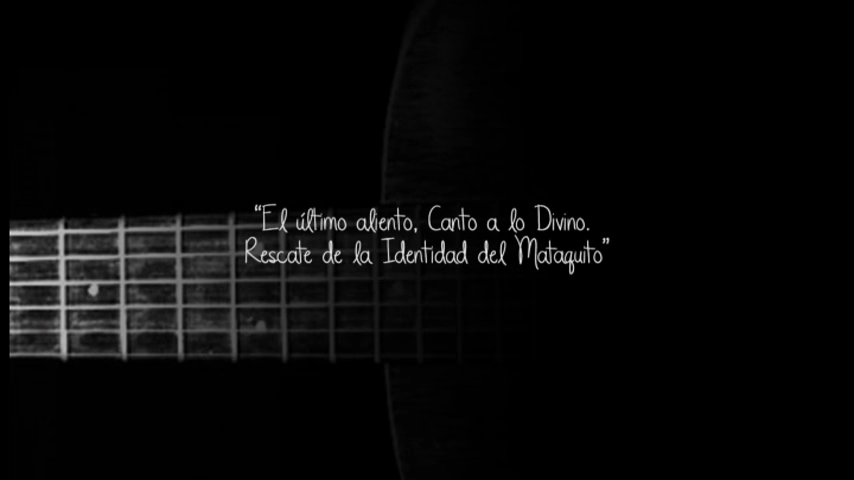 “El último aliento, Canto a lo Divino.
Rescate de la Identidad del Mataquito”